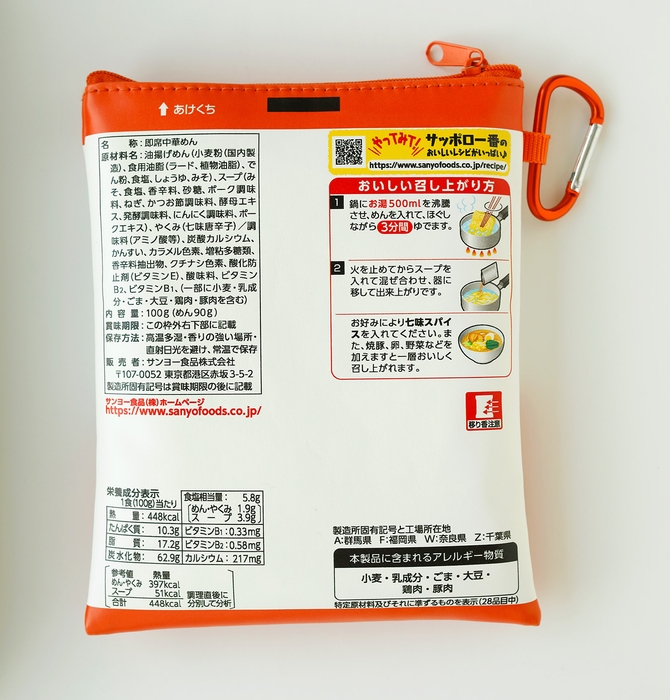 あけくち
名　　称：即席中華めん
原材料名：油揚げめん(小麦粉(国内製
造)、食用油脂(ラード、植物油脂)、で
ん粉、食塩、しょうゆ、みそ)、スープ(み
そ、食塩、香辛料、砂糖、ポーク調味
料、ねぎ、かつお節調味料、酵母エキ
ス、発酵調味料、にんにく調味料、ポー
クエキス)、やくみ(七味唐辛子)／調
味料(アミノ酸等)、炭酸カルシウム、
かんすい、カラメル色素、増粘多糖類、
香辛料抽出物、クチナシ色素、酸化防
止剤(ビタミンE)、酸味料、ビタミン
B2、ビタミンB1、(一部に小麦・乳成
分・ごま・大豆・鶏肉・豚肉を含む)
内 容 量：100g(めん90g)
賞味期限：この枠外右下部に記載
保存方法：高温多湿・香りの強い場所・
直射日光を避け、常温で保存
販 売 者：サンヨー食品株式会社
〒107-0052 東京都港区赤坂 3-5-2
製造所固有記号は賞味期限の後に記載
サンヨー食品(株)ホームページ
https://www.sanyofoods.co.jp/
やってみて!
サッポロ一番の
おいしいレシピがいっぱい♪
https://www.sanyofoods.co.jp/recipe/
おいしい召し上がり方
1 鍋にお湯500mlを沸騰
させ、めんを入れて、ほぐし
ながら3分間ゆでます。
2 火を止めてからスープを
入れて混ぜ合わせ、器に
移して出来上がりです。
お好みにより七味スパイ
スを入れてください。ま
た、焼豚、卵、野菜などを
加えますと一層おいしく
召し上がれます。
移り香注意
栄養成分表示
1食(100g)当たり
熱　量：448kcal
たんぱく質：10.3g
脂　質：17.2g
炭水化物：62.9g
食塩相当量：5.8g
めん・やくみ 1.9g
スープ 3.9g
ビタミンB1：0.33mg
ビタミンB2：0.58mg
カルシウム：217mg
参考値　熱量
めん・やくみ 397kcal
スープ 51kcal
合計 448kcal
調理直後に
分別して分析
製造所固有記号と工場所在地
A:群馬県 F:福岡県 W:奈良県 Z:千葉県
本製品に含まれるアレルギー物質
小麦・乳成分・ごま・大豆・
鶏肉・豚肉
特定原材料及びそれに準ずるものを表示(28品目中)